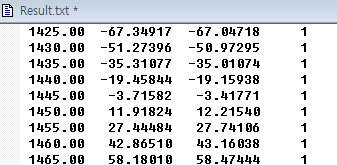 Result.txt *
1425.00 -67.34917 -67.04718 1
1430.00 -51.27396 -50.97295 1
1435.00 -35.31077 -35.01074 1
1440.00 -19.45844 -19.15938 1
1445.00 -3.71582 -3.41771 1
1450.00 11.91824 12.21540 1
1455.00 27.44484 27.74106 1
1460.00 42.86510 43.16038 1
1465.00 58.18010 58.47444 1